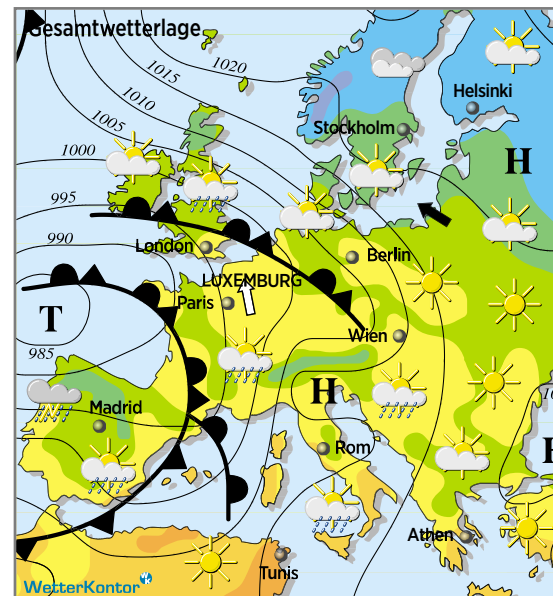 Gesamtwetterlage
1020
1015
1010
1005
1000
995
990
985
Helsinki
Stockholm
H
London
Berlin
LUXEMBURG
Paris
T
Wien
H
Madrid
Rom
Athen
Tunis
WetterKontor